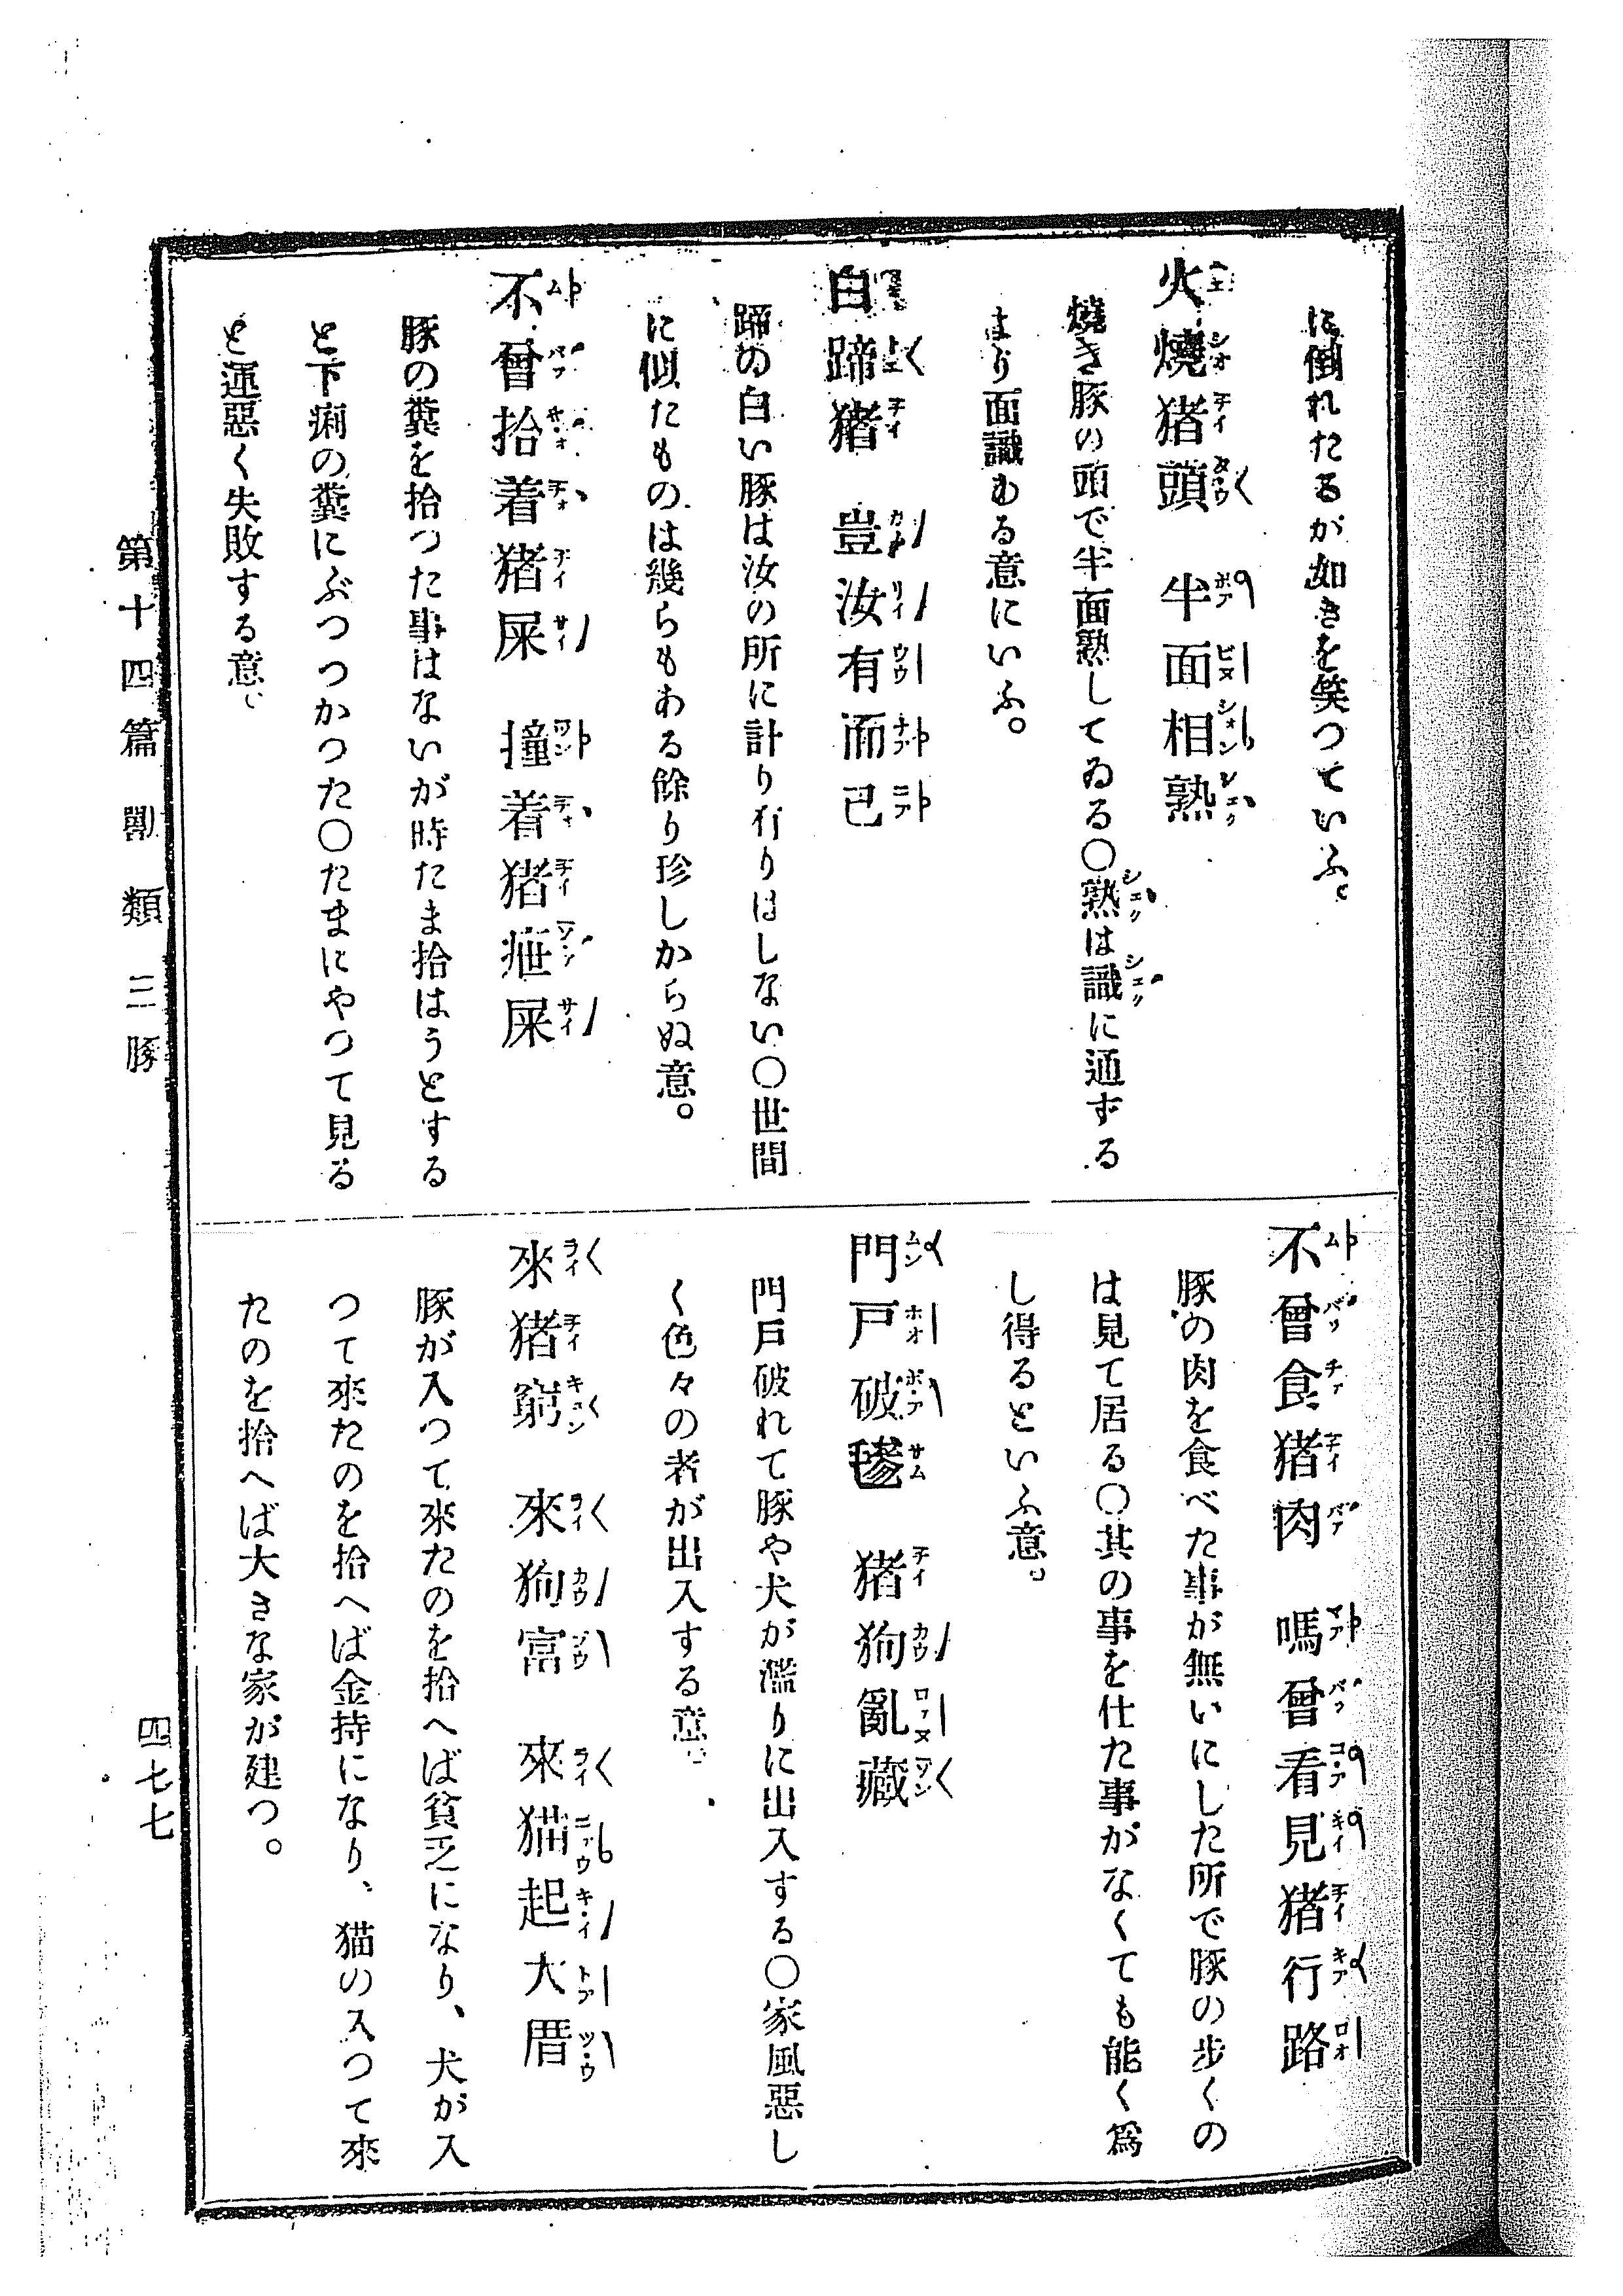 に倒れたるが如きを笑つていふ。
火燒猪頭　半面相熟
燒き豚の頭で半面熟してゐる〇熟は識に通ずる
より面識ある意にいふ。
白蹄猪　豈汝有而已
蹄の白い豚は汝の所に計り有りはしない〇世間
に似たものは幾らもある餘り珍しからぬ意。
不曾拾着猪屎　撞着猪疶屎
豚の糞を拾つた事はないが時たま拾はうとする
と下痢の糞にぶつつかつた〇たまにやつて見る
と運惡く失敗する意。
不曾食猪肉　嗎曾看見猪行路
豚の肉を食べた事が無いにした所で豚の步くの
は見て居る〇其の事を仕た事がなくても能く爲
し得るといふ意。
門戸破毿　猪狗亂藏
門戸破れて豚や犬が濫りに出入する〇家風惡し
く色々の者が出入する意。
來猪窮　來狗富　來猫起大厝
豚が入つて來たのを拾へば貧乏になり、犬が入
つて來たのを拾へば金持になり、猫の入つて來
たのを拾へば大きな家が建つ。
第十四篇　獸類　三　豚
四七七